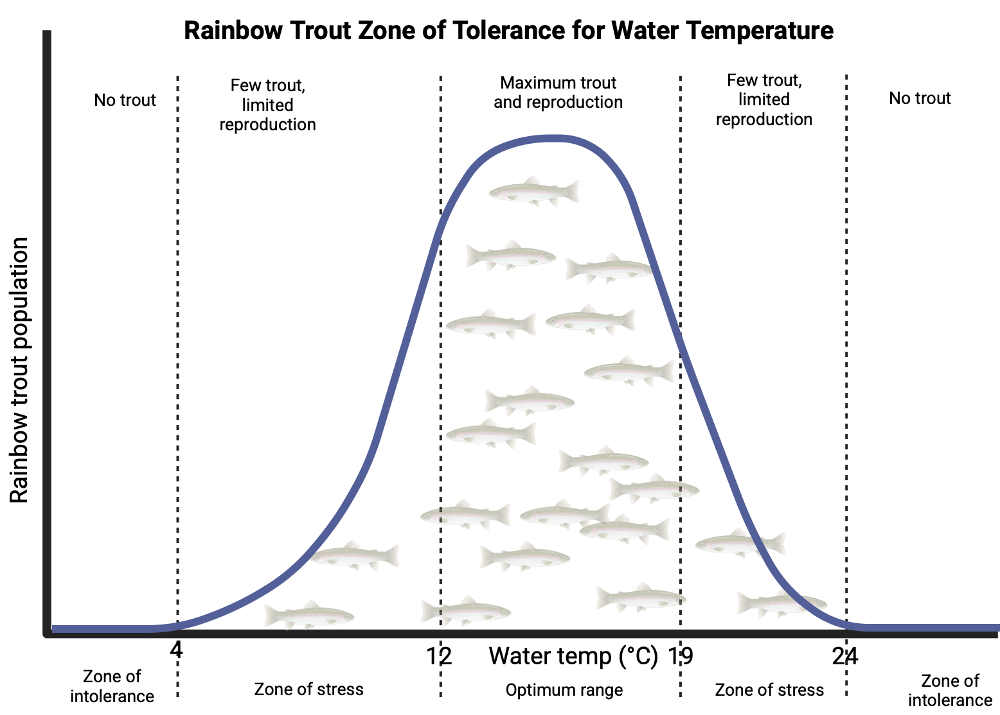 Rainbow Trout Zone of Tolerance for Water Temperature
No trout
Few trout,
limited
reproduction
Maximum trout
and reproduction
Few trout,
limited
reproduction
No trout
Rainbow trout population
4
12
Water temp (°C)
19
24
Zone of
intolerance
Zone of stress
Optimum range
Zone of stress
Zone of
intolerance